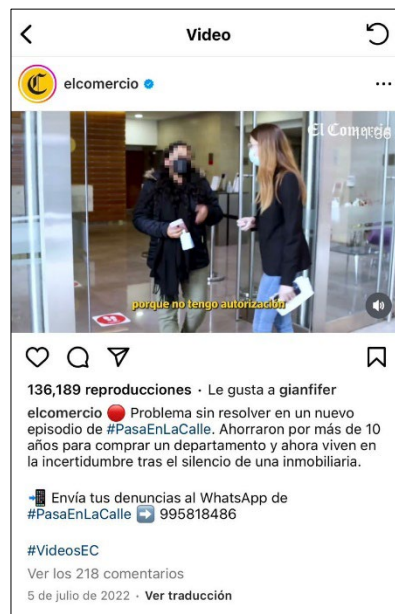 Video
elcomercio
El Comercio
porque no tengo autorización
136,189 reproducciones · Le gusta a gianfifer
elcomercio 🔴 Problema sin resolver en un nuevo
episodio de #PasaEnLaCalle. Ahorraron por más de 10
años para comprar un departamento y ahora viven en
la incertidumbre tras el silencio de una inmobiliaria.
📲 Envía tus denuncias al WhatsApp de
#PasaEnLaCalle ➡️ 995818486
#VideosEC
Ver los 218 comentarios
5 de julio de 2022 · Ver traducción